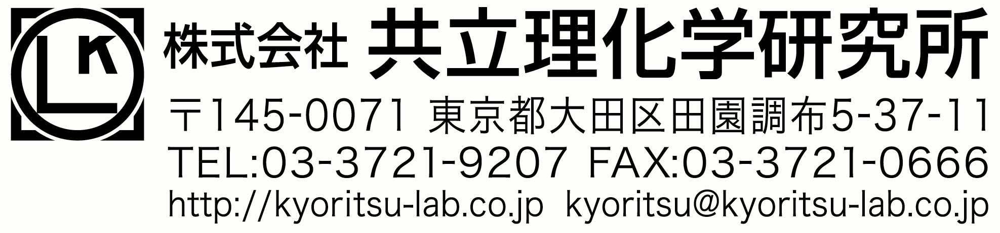 LK
株式会社 共立理化学研究所
〒145-0071 東京都大田区田園調布5-37-11
TEL:03-3721-9207 FAX:03-3721-0666
http://kyoritsu-lab.co.jp kyoritsu@kyoritsu-lab.co.jp